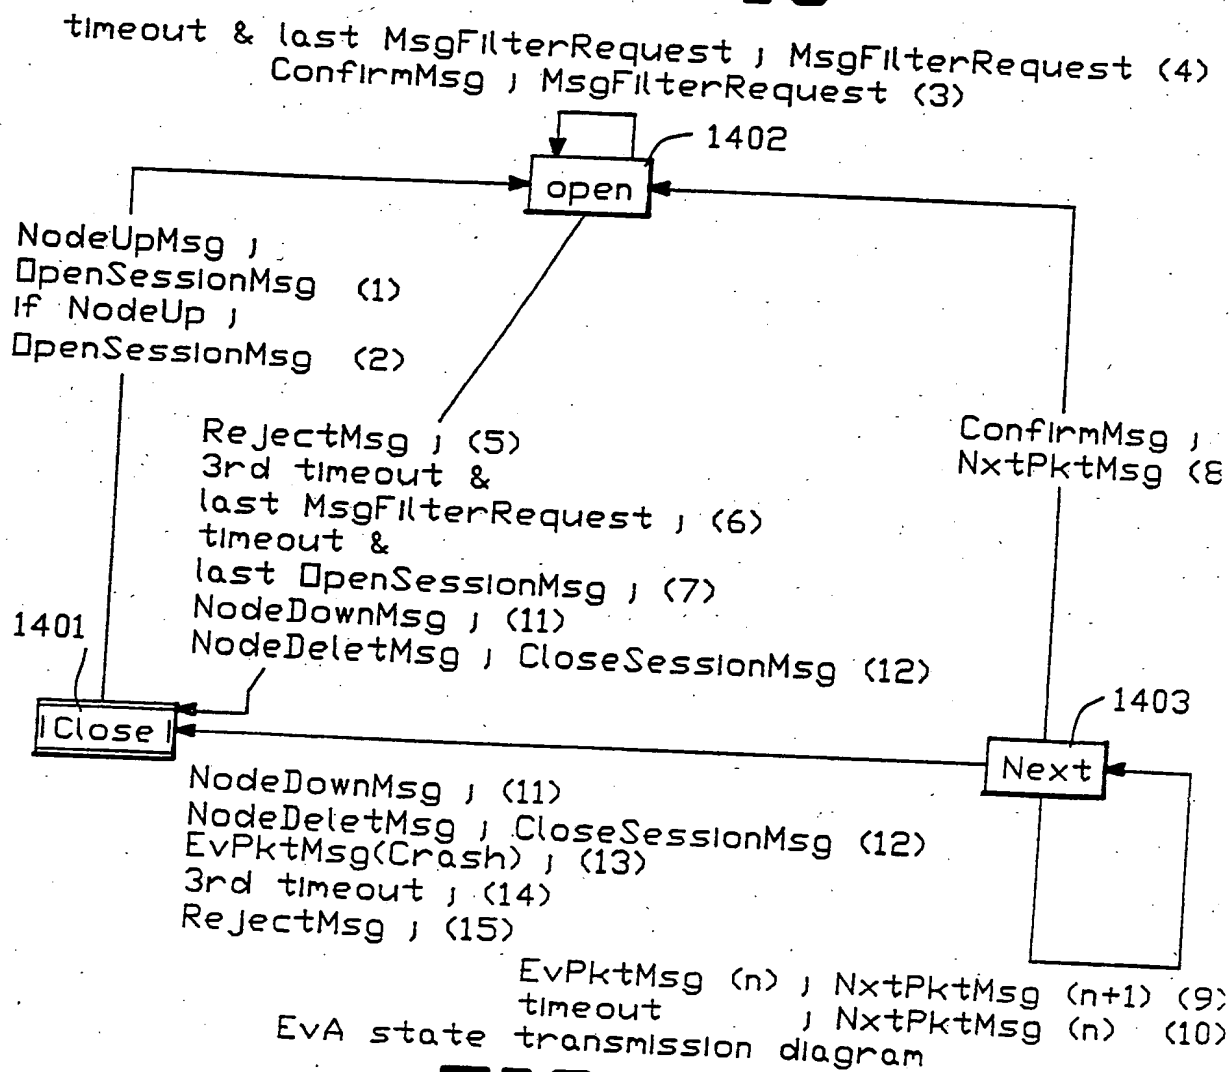 timeout & last MsgFilterRequest ; MsgFilterRequest (4)
ConfirmMsg ; MsgFilterRequest (3)
1402
open
NodeUpMsg ;
OpenSessionMsg (1)
If NodeUp ;
OpenSessionMsg (2)
RejectMsg ; (5)
3rd timeout &
last MsgFilterRequest ; (6)
timeout &
last OpenSessionMsg ; (7)
NodeDownMsg ; (11)
NodeDeletMsg ; CloseSessionMsg (12)
ConfirmMsg ;
NxtPktMsg (8
1401
Close
1403
Next
NodeDownMsg ; (11)
NodeDeletMsg ; CloseSessionMsg (12)
EvPktMsg(Crash) ; (13)
3rd timeout ; (14)
RejectMsg ; (15)
EvPktMsg (n) ; NxtPktMsg (n+1) (9)
timeout ; NxtPktMsg (n) (10)
EvA state transmission diagram